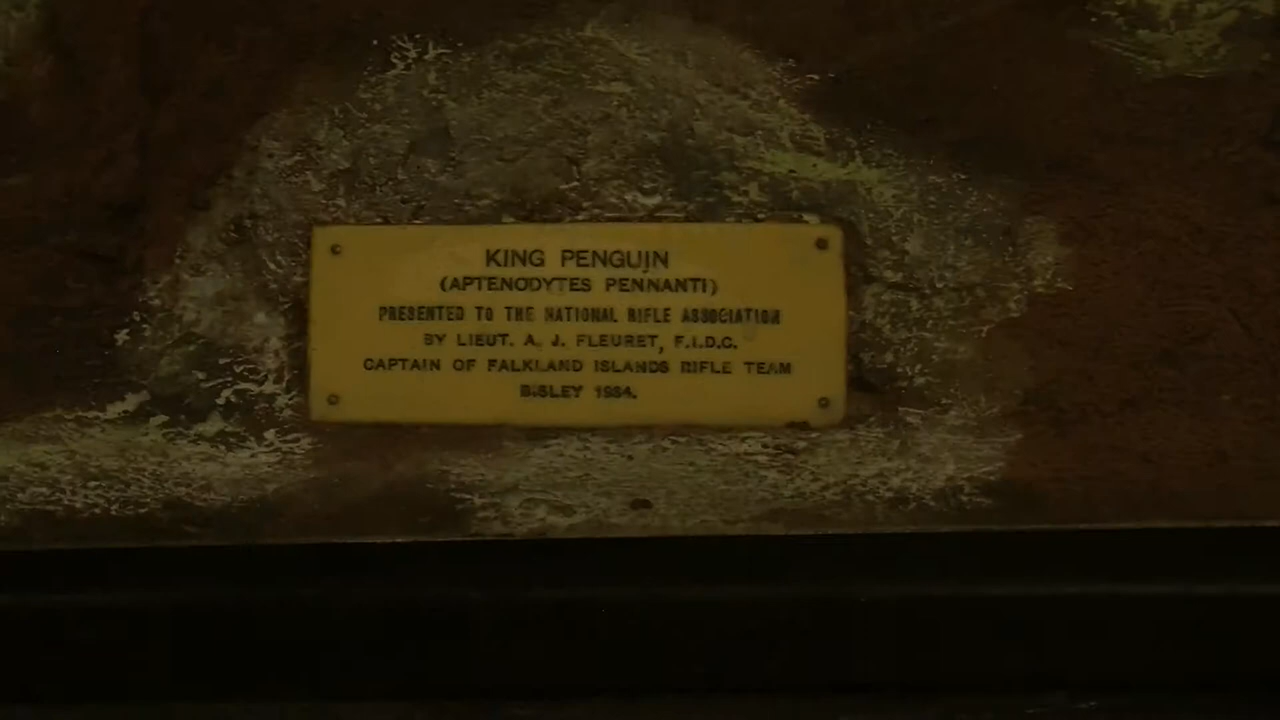 KING PENGUIN
(APTENODYTES PENNANTI)
PRESENTED TO THE NATIONAL RIFLE ASSOCIATION
BY LIEUT. A. J. FLEURET, F.I.D.C.
CAPTAIN OF FALKLAND ISLANDS RIFLE TEAM
BISLEY 1934.